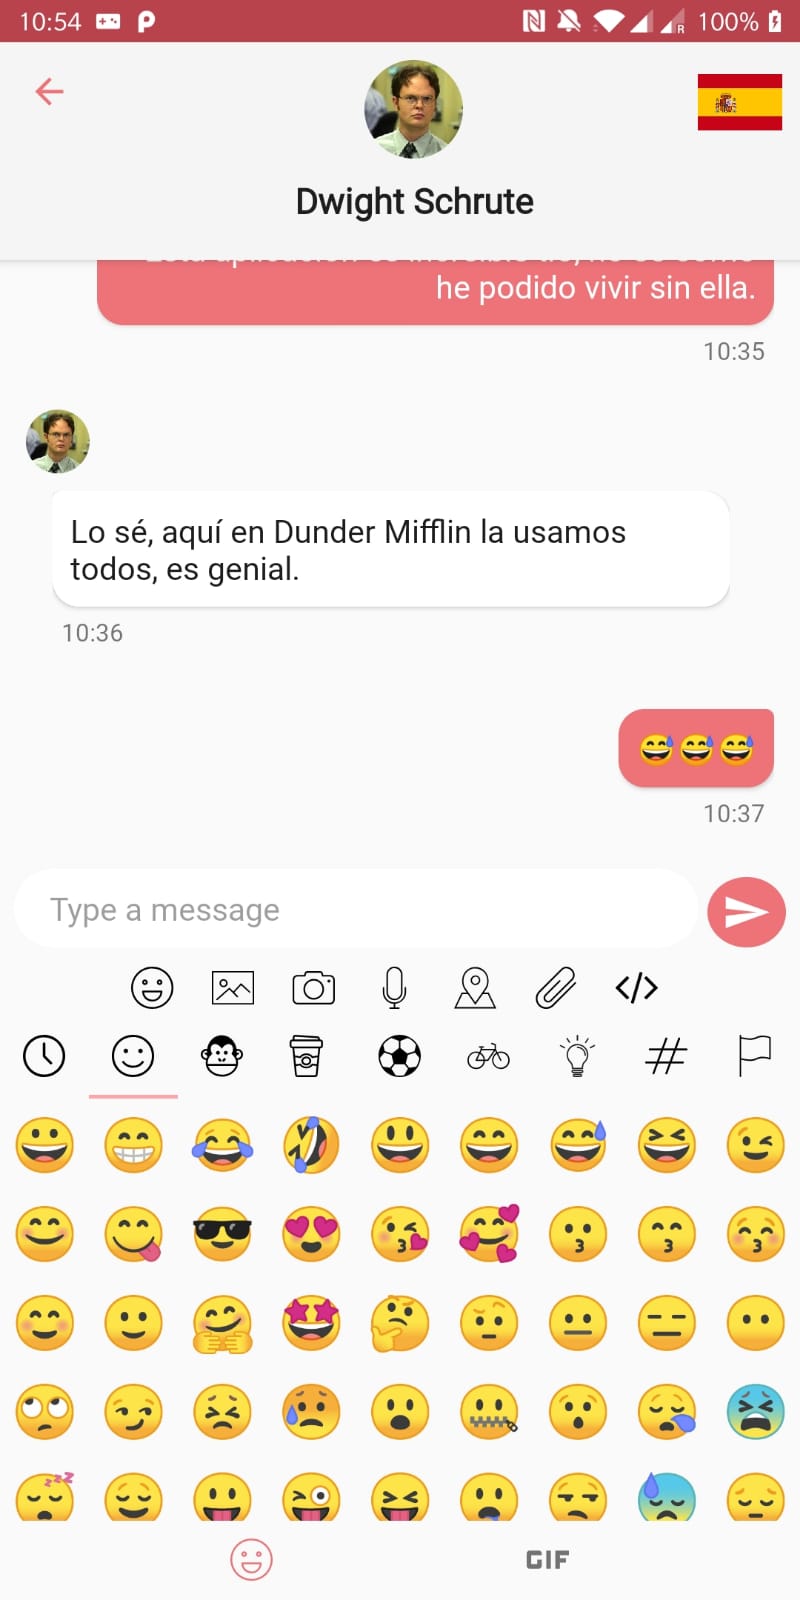 10:54
100%
Dwight Schrute
he podido vivir sin ella.
10:35
Lo sé, aquí en Dunder Mifflin la usamos
todos, es genial.
10:36
😅😅😅
10:37
Type a message
GIF